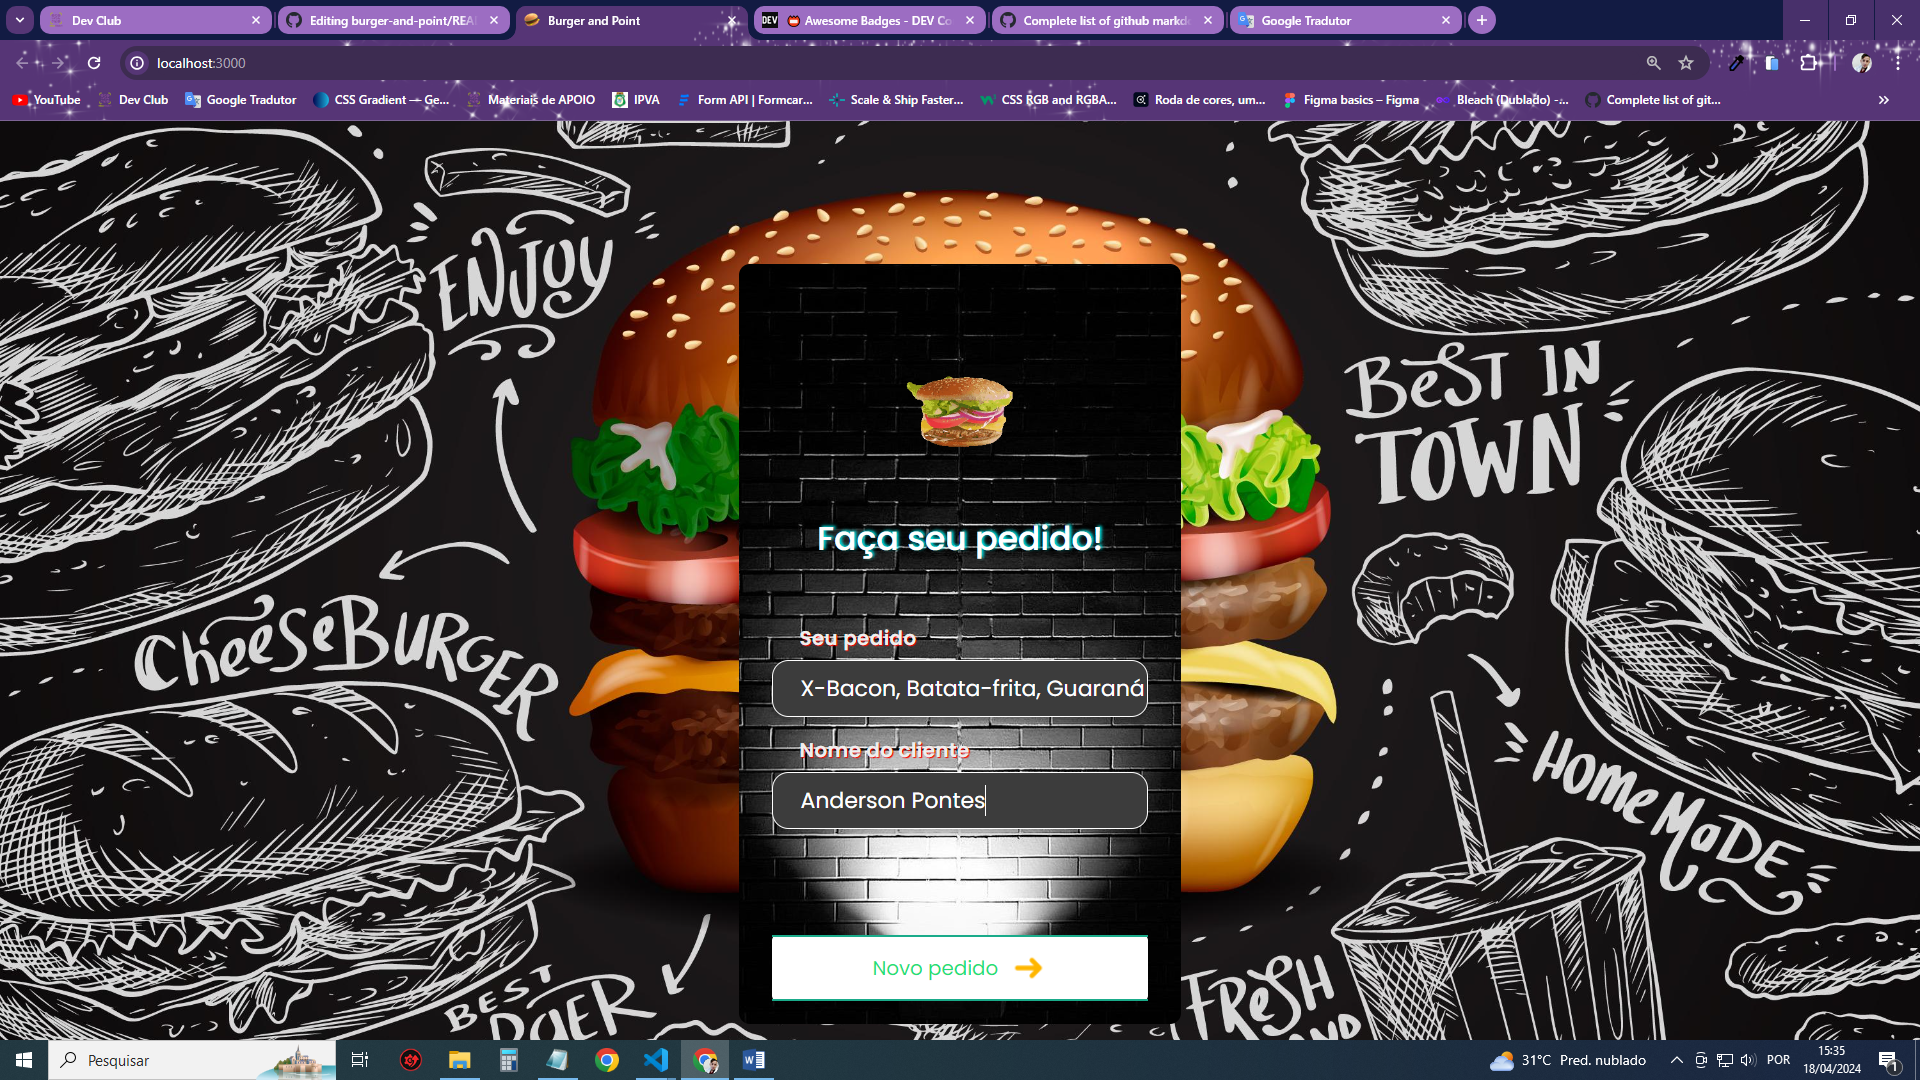 Dev Club
Editing burger-and-point/REA
Burger and Point
DEV
Awesome Badges - DEV Co
Complete list of github markdo
Google Tradutor
localhost:3000
YouTube
Dev Club
Google Tradutor
CSS Gradient — Ge...
Materiais de APOIO
IPVA
Form API | Formcar...
Scale & Ship Faster...
CSS RGB and RGBA...
Roda de cores, um...
Figma basics – Figma
Bleach (Dublado) -...
Complete list of git...
ENJOY
BEST IN
TOWN
CHEESEBURGER
HOMEMADE
Faça seu pedido!
Seu pedido
X-Bacon, Batata-frita, Guaraná
Nome do cliente
Anderson Pontes
Novo pedido
BEST
FRESH
Pesquisar
31°C Pred. nublado
POR
15:35
18/04/2024
1